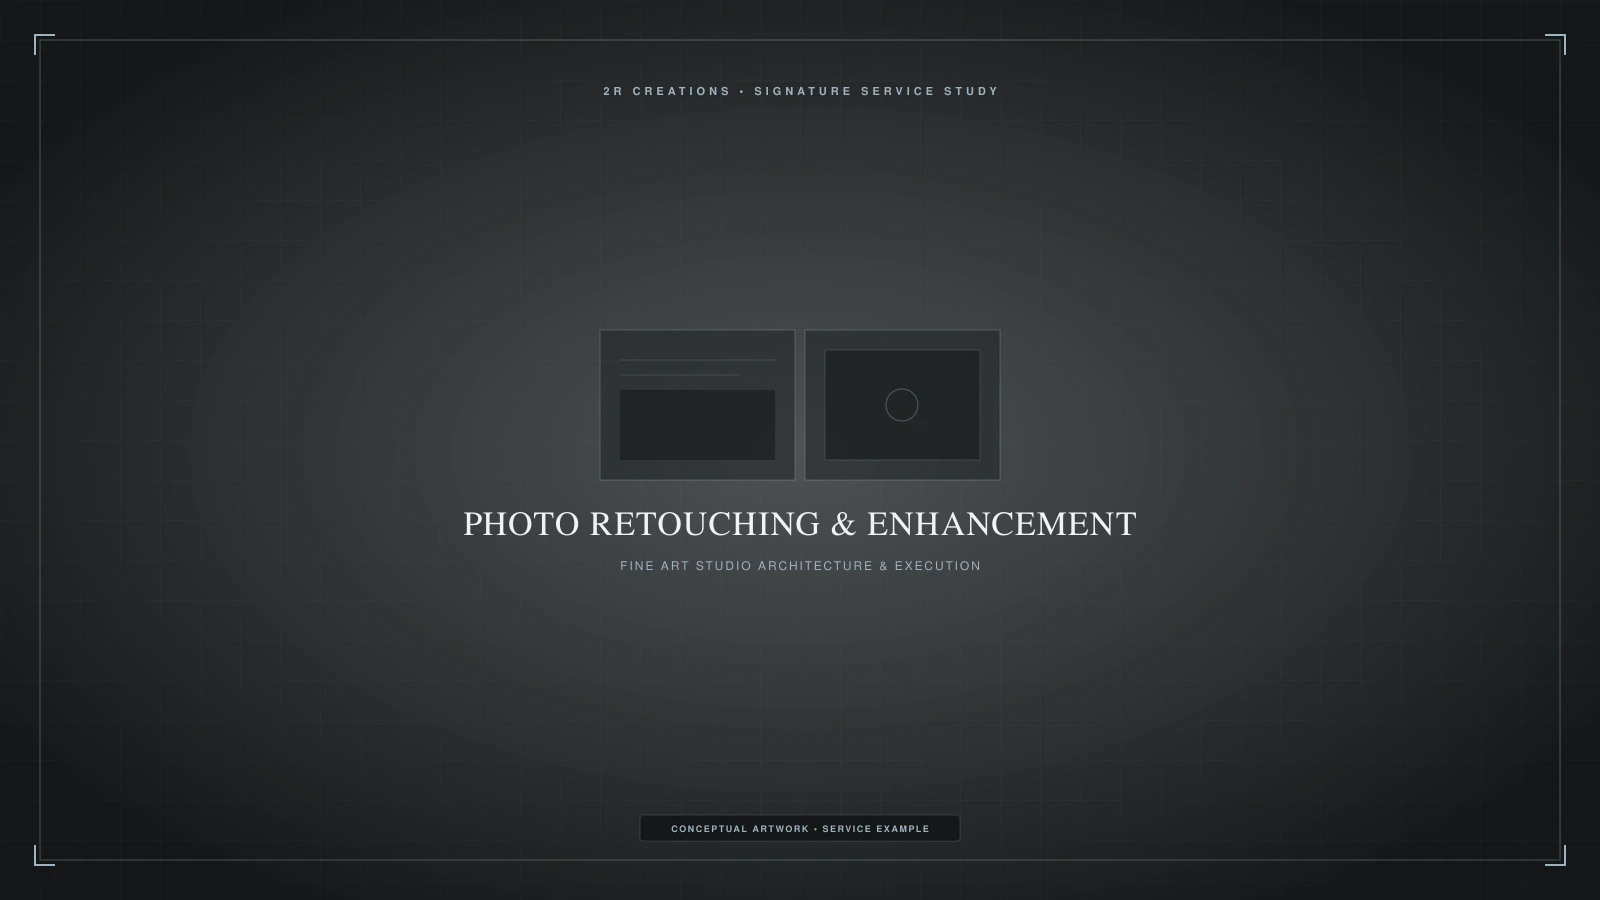 2R CREATIONS • SIGNATURE SERVICE STUDY
PHOTO RETOUCHING & ENHANCEMENT
FINE ART STUDIO ARCHITECTURE & EXECUTION
CONCEPTUAL ARTWORK • SERVICE EXAMPLE